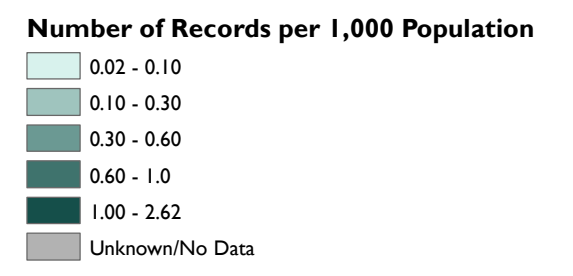 Number of Records per 1,000 Population
0.02 - 0.10
0.10 - 0.30
0.30 - 0.60
0.60 - 1.0
1.00 - 2.62
Unknown/No Data